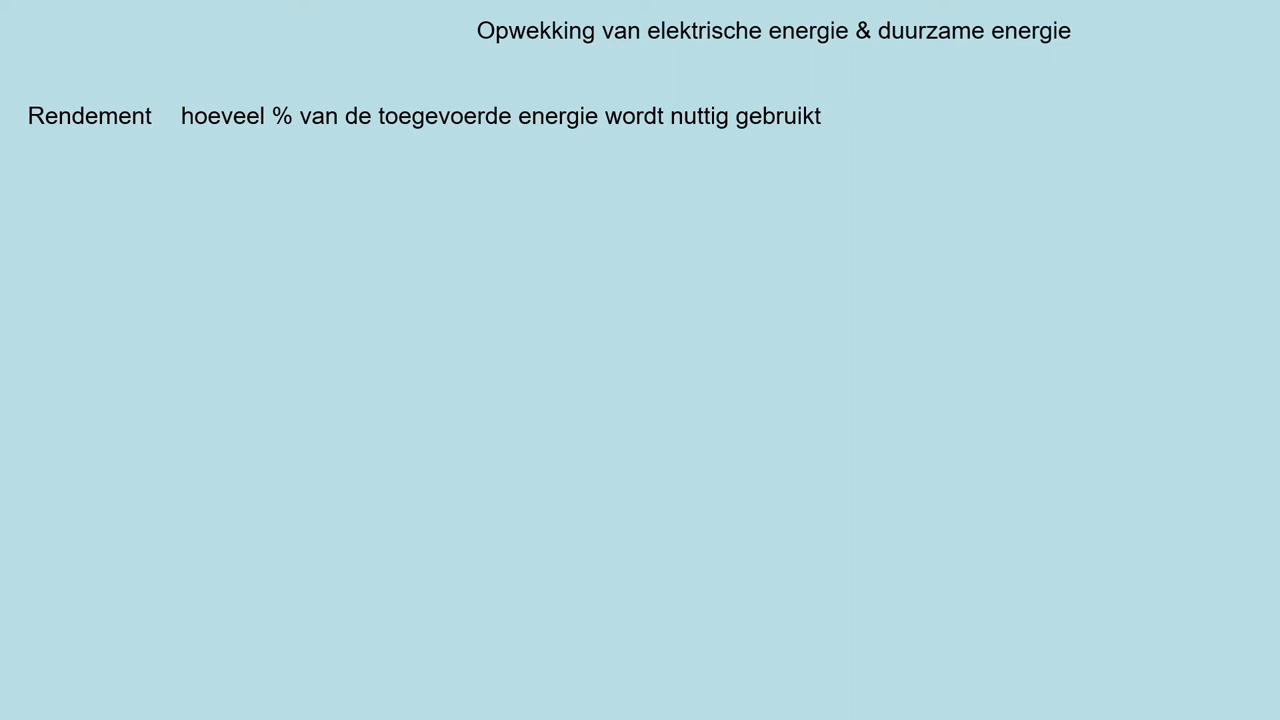 Opwekking van elektrische energie & duurzame energie
Rendement hoeveel % van de toegevoerde energie wordt nuttig gebruikt